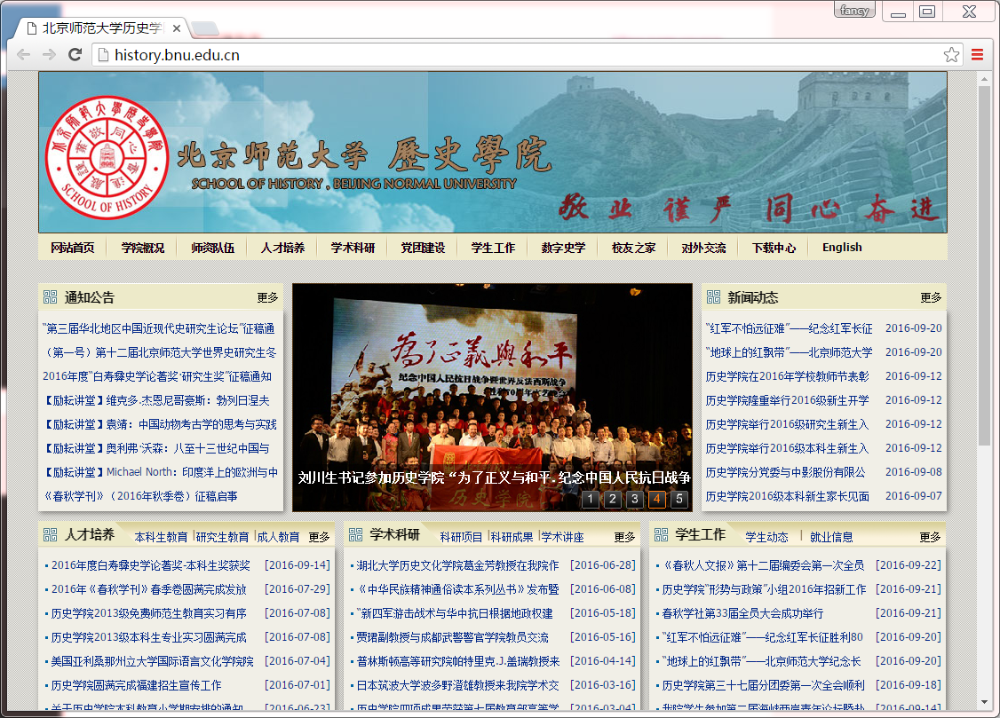 fancy
北京师范大学历史学
history.bnu.edu.cn
北京師範大學歷史學院
SCHOOL OF HISTORY
北京师范大学 歷史學院
SCHOOL OF HISTORY , BEIJING NORMAL UNIVERSITY
敬业 谨严 同心 奋进
网站首页 学院概况 师资队伍 人才培养 学术科研 党团建设 学生工作 数字史学 校友之家 对外交流 下载中心 English
通知公告 更多
“第三届华北地区中国近现代史研究生论坛”征稿通
（第一号）第十二届北京师范大学世界史研究生冬
2016年度“白寿彝史学论著奖·研究生奖”征稿通知
【励耘讲堂】维克多.杰恩尼哥豪斯：勃列日涅夫
【励耘讲堂】袁靖：中国动物考古学的思考与实践
【励耘讲堂】奥利弗·沃森：八至十三世纪中国与
【励耘讲堂】Michael North：印度洋上的欧洲与中
《春秋学刊》（2016年秋季卷）征稿启事
为了正義與和平
纪念中国人民抗日战争暨世界反法西斯战争
胜利70周年文艺晚会
历史学院
刘川生书记参加历史学院“为了正义与和平.纪念中国人民抗日战争
1 2 3 4 5
新闻动态 更多
“红军不怕远征难”——纪念红军长征 2016-09-20
“地球上的红飘带”——北京师范大学 2016-09-20
历史学院在2016年学校教师节表彰 2016-09-12
历史学院隆重举行2016级新生开学 2016-09-12
历史学院举行2016级研究生新生入 2016-09-12
历史学院举行2016级本科生新生入 2016-09-12
历史学院分党委与中影股份有限公 2016-09-08
历史学院2016级本科新生家长见面 2016-09-07
人才培养 本科生教育 |研究生教育 |成人教育 更多
2016年度白寿彝史学论著奖-本科生奖获奖 [2016-09-14]
2016年《春秋学刊》春季卷圆满完成发放 [2016-07-29]
历史学院2013级免费师范生教育实习有序 [2016-07-08]
历史学院2013级本科生专业实习圆满完成 [2016-07-08]
美国亚利桑那州立大学国际语言文化学院院 [2016-07-04]
历史学院圆满完成福建招生宣传工作 [2016-07-01]
关于历史学院本科教育小学期安排的通知 [2016-06-23]
学术科研 科研项目 |科研成果 |学术讲座 更多
湖北大学历史文化学院葛金芳教授在我院作 [2016-06-28]
《中华民族精神通俗读本系列丛书》发布暨 [2016-06-08]
“新四军游击战术与华中抗日根据地政权建 [2016-05-18]
贾珺副教授与成都武警警官学院教员交流 [2016-05-16]
普林斯顿高等研究院帕特里克.J.盖瑞教授来 [2016-04-14]
日本筑波大学波多野澄雄教授来我院学术交 [2016-03-16]
历史学院四项成果荣获第七届教育部高等学 [2016-03-04]
学生工作 学生动态 | 就业信息 更多
《春秋人文报》第十二届编委会第一次全员 [2016-09-22]
历史学院“形势与政策”小组2016年招新工作 [2016-09-21]
春秋学社第33届全员大会成功举行 [2016-09-21]
“红军不怕远征难”——纪念红军长征胜利80 [2016-09-20]
“地球上的红飘带”——北京师范大学纪念长 [2016-09-20]
历史学院第三十七届分团委第一次全会顺利 [2016-09-18]
我院学生参加第二届海峡两岸青年论坛暨赴 [2016-09-14]